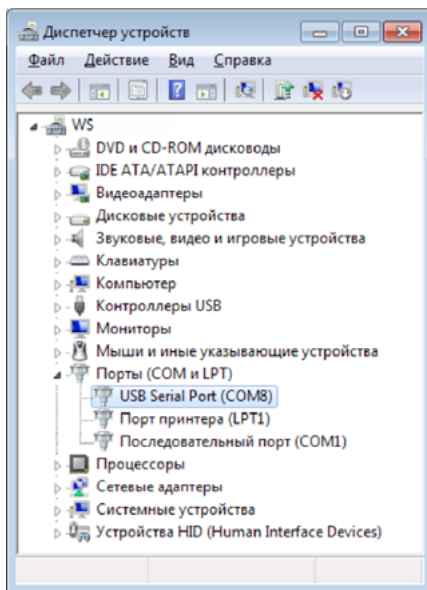 Диспетчер устройств
Файл Действие Вид Справка
WS
DVD и CD-ROM дисководы
IDE ATA/ATAPI контроллеры
Видеоадаптеры
Дисковые устройства
Звуковые, видео и игровые устройства
Клавиатуры
Компьютер
Контроллеры USB
Мониторы
Мыши и иные указывающие устройства
Порты (COM и LPT)
USB Serial Port (COM8)
Порт принтера (LPT1)
Последовательный порт (COM1)
Процессоры
Сетевые адаптеры
Системные устройства
Устройства HID (Human Interface Devices)